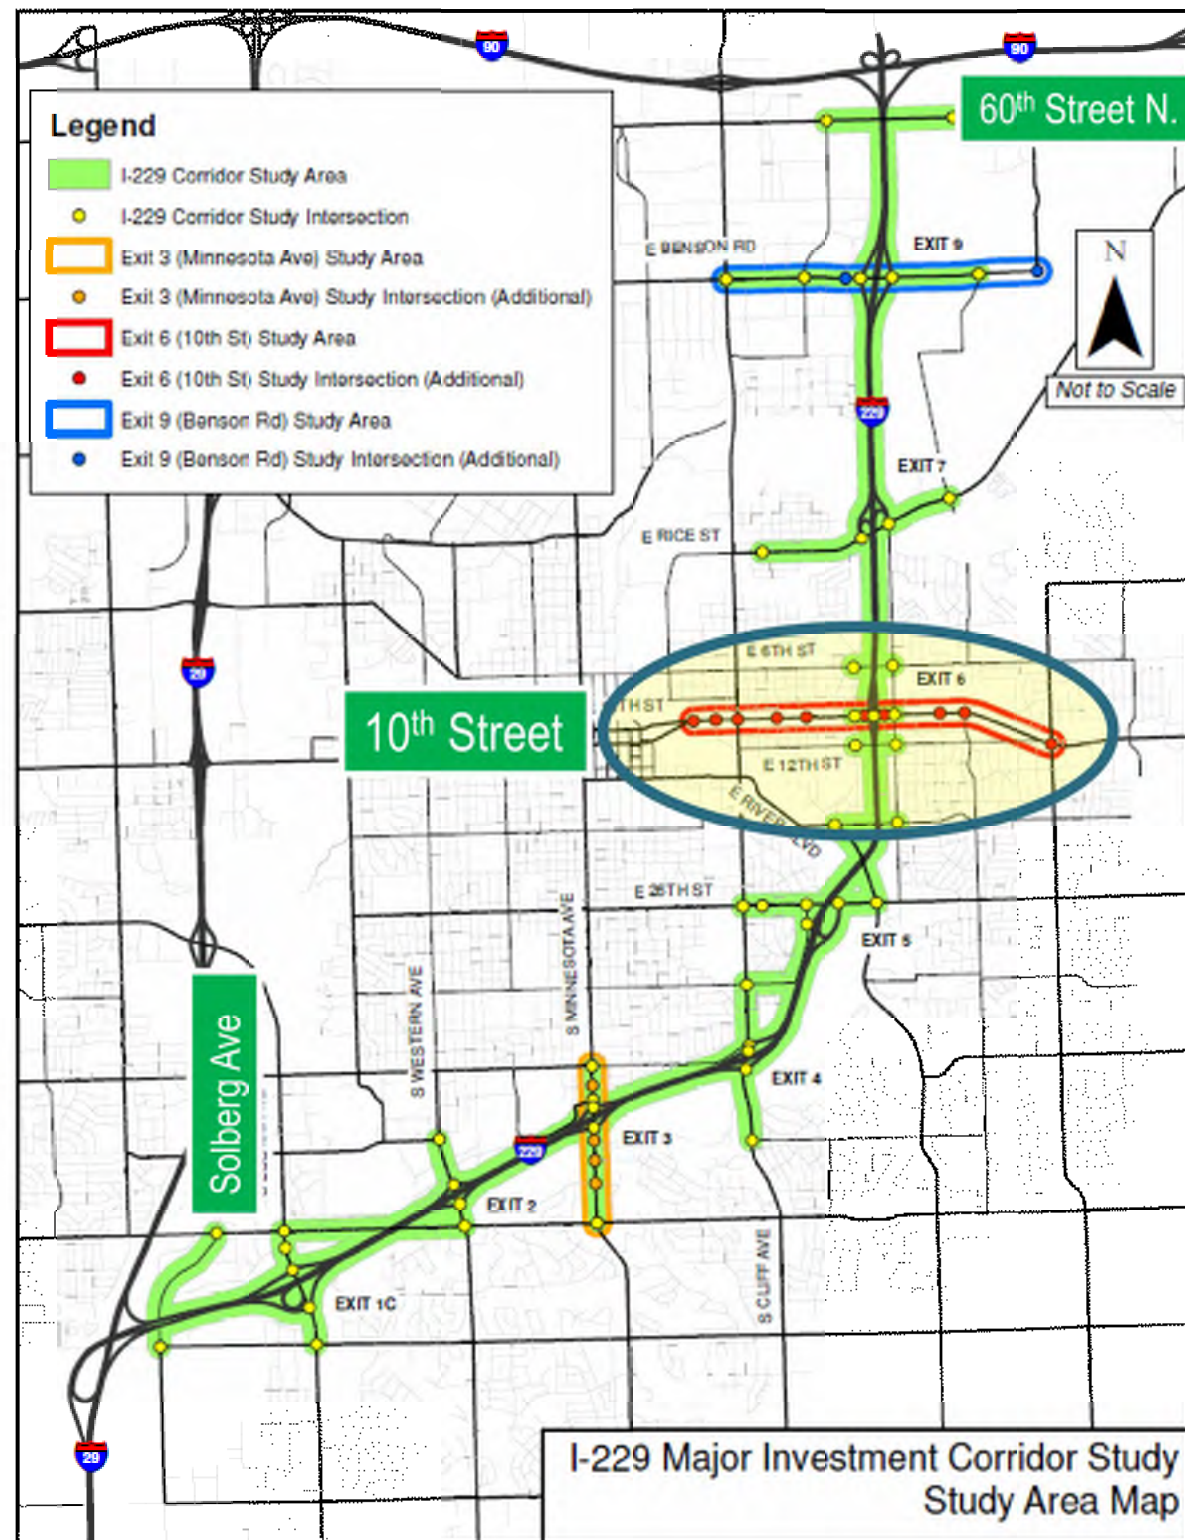 90
90
60th Street N.
Legend
I-229 Corridor Study Area
I-229 Corridor Study Intersection
Exit 3 (Minnesota Ave) Study Area
Exit 3 (Minnesota Ave) Study Intersection (Additional)
Exit 6 (10th St) Study Area
Exit 6 (10th St) Study Intersection (Additional)
Exit 9 (Benson Rd) Study Area
Exit 9 (Benson Rd) Study Intersection (Additional)
E BENSON RD
EXIT 9
N
Not to Scale
229
EXIT 7
E RICE ST
E 6TH ST
29
EXIT 6
TH ST
10th Street
E 12TH ST
E RIVER BLVD
E 26TH ST
S MINNESOTA AVE
EXIT 5
S WESTERN AVE
Solberg Ave
EXIT 4
EXIT 3
229
EXIT 2
S CLIFF AVE
EXIT 1C
29
I-229 Major Investment Corridor Study
Study Area Map